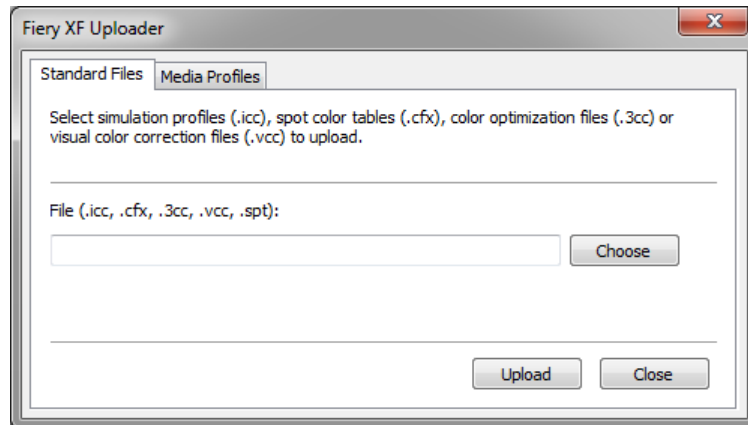 Fiery XF Uploader
Standard Files
Media Profiles
Select simulation profiles (.icc), spot color tables (.cfx), color optimization files (.3cc) or
visual color correction files (.vcc) to upload.
File (.icc, .cfx, .3cc, .vcc, .spt):
Choose
Upload
Close